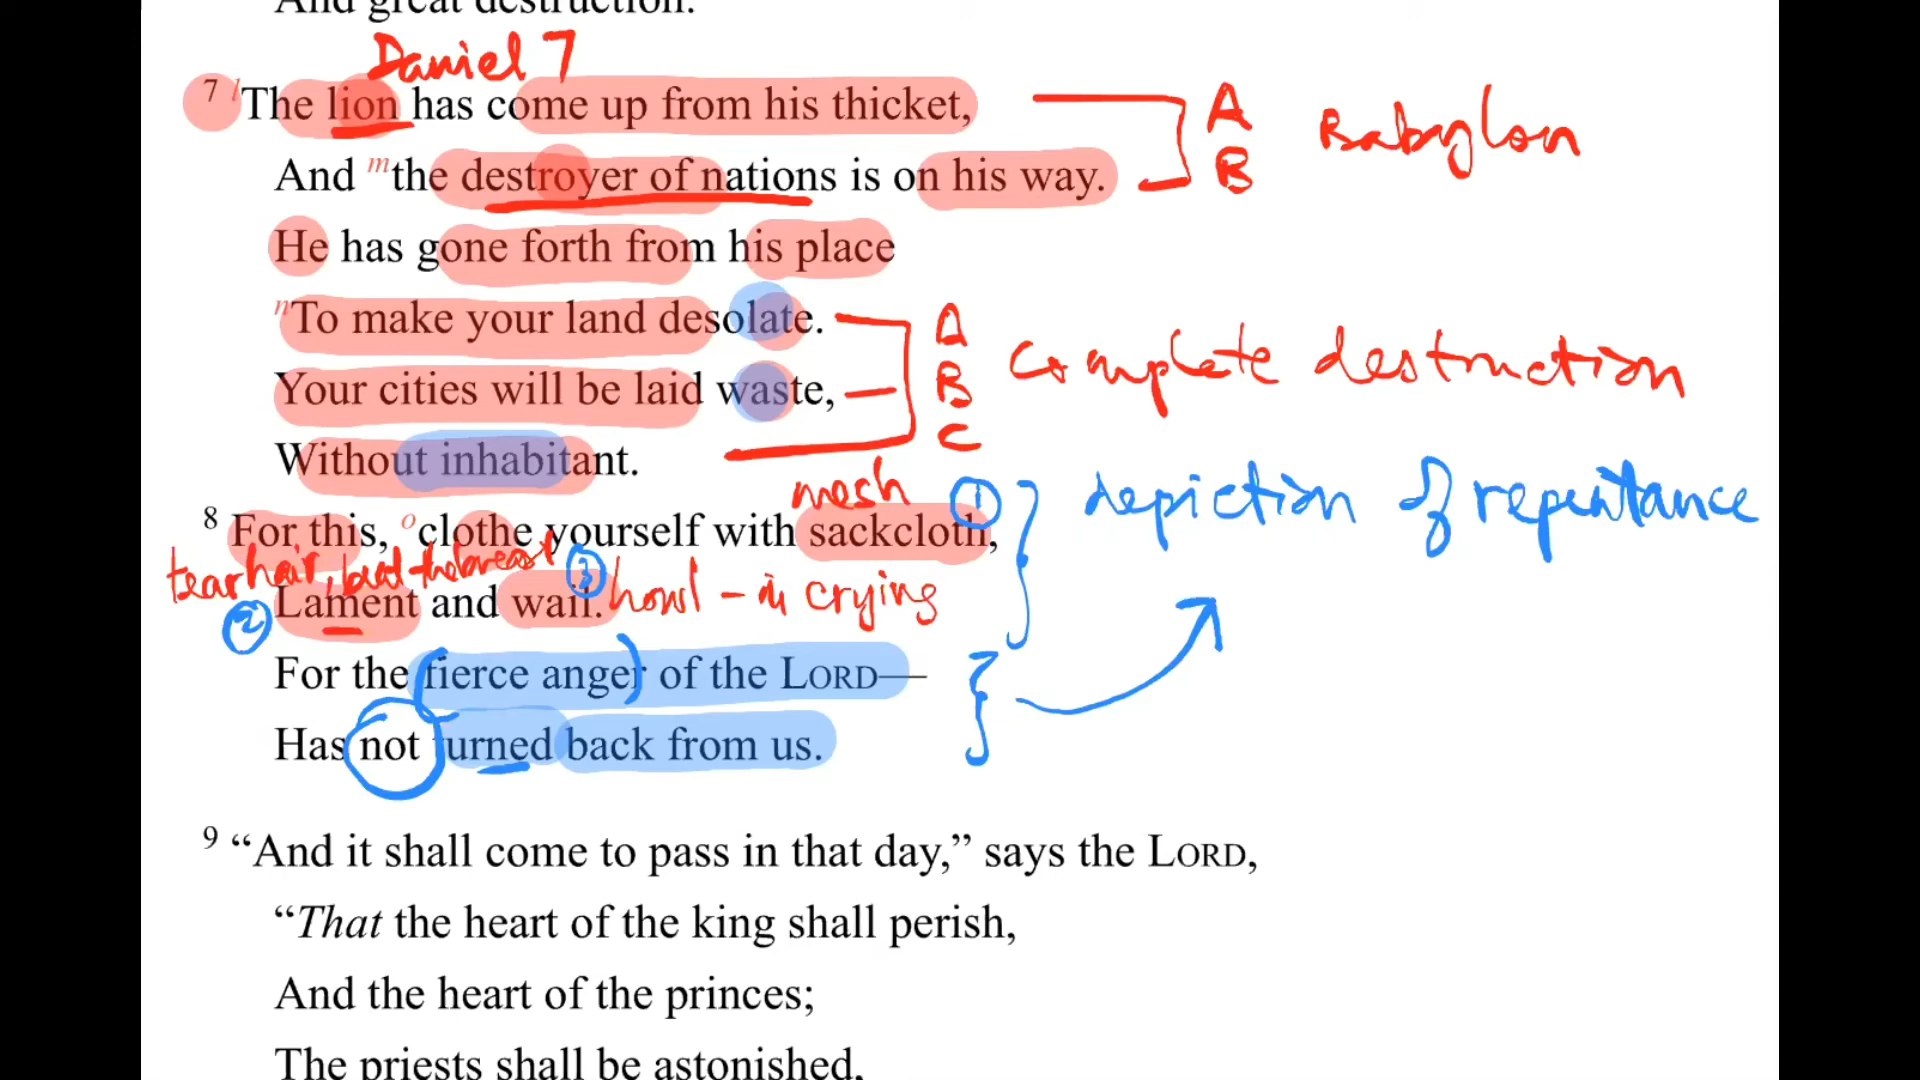 And great destruction.
Daniel 7
7 l The lion has come up from his thicket,
A
Babylon
And m the destroyer of nations is on his way.
B
He has gone forth from his place
n To make your land desolate.
A
complete destruction
Your cities will be laid waste,
B
Without inhabitant.
C
mesh
① depiction of repentance
8 For this, o clothe yourself with sackcloth,
tear hair, beat the breast
③ howl - in crying
② Lament and wail.
For the fierce anger of the LORD—
Has not turned back from us.
9 “And it shall come to pass in that day,” says the LORD,
“That the heart of the king shall perish,
And the heart of the princes;
The priests shall be astonished,